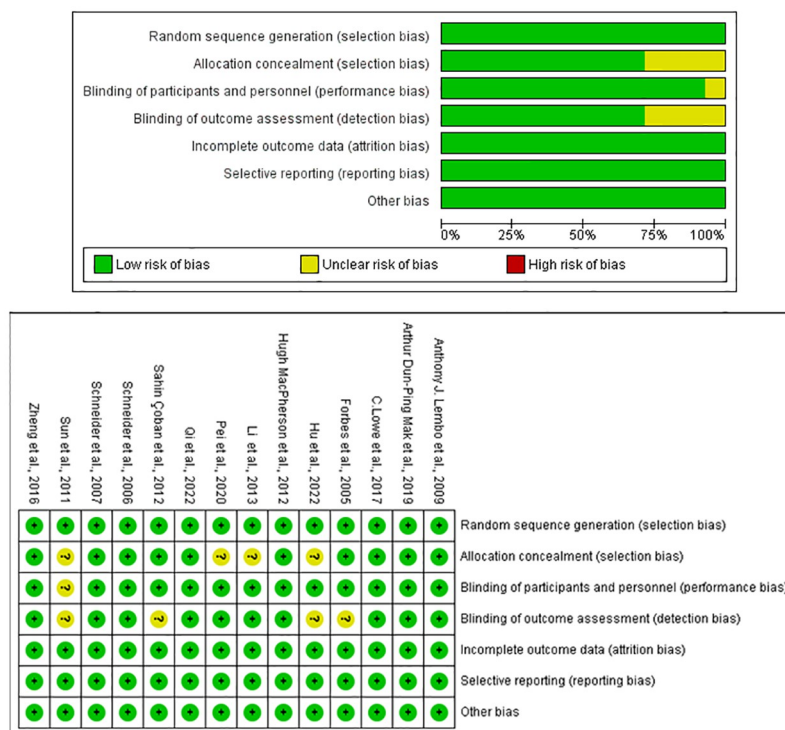 Random sequence generation (selection bias)
Allocation concealment (selection bias)
Blinding of participants and personnel (performance bias)
Blinding of outcome assessment (detection bias)
Incomplete outcome data (attrition bias)
Selective reporting (reporting bias)
Other bias
0% 25% 50% 75% 100%
Low risk of bias Unclear risk of bias High risk of bias
Zheng et al., 2016
Sun et al., 2011
Schneider et al., 2007
Schneider et al., 2006
Sahin Çoban et al., 2012
Qi et al., 2022
Pei et al., 2020
Li et al., 2013
Hugh MacPherson et al., 2012
Hu et al., 2022
Forbes et al., 2005
C.Lowe et al., 2017
Arthur Dun-Ping Mak et al., 2019
Anthony J. Lembo et al., 2009
+ + + + + + + + + + + + + + Random sequence generation (selection bias)
+ ? + + + + ? ? + ? + + + + Allocation concealment (selection bias)
+ ? + + + + + + + + + + + + Blinding of participants and personnel (performance bias)
+ ? + + ? + + + + ? ? + + + Blinding of outcome assessment (detection bias)
+ + + + + + + + + + + + + + Incomplete outcome data (attrition bias)
+ + + + + + + + + + + + + + Selective reporting (reporting bias)
+ + + + + + + + + + + + + + Other bias